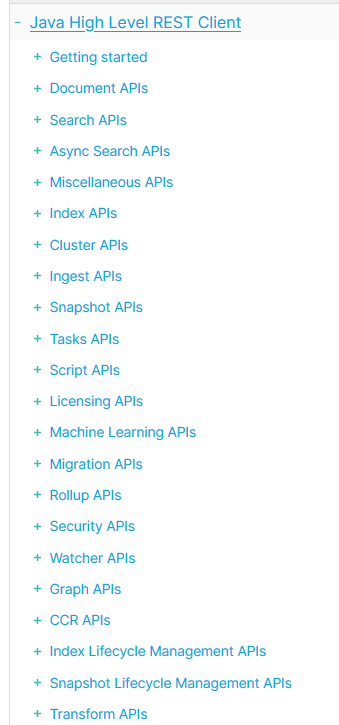 - Java High Level REST Client
+ Getting started
+ Document APIs
+ Search APIs
+ Async Search APIs
+ Miscellaneous APIs
+ Index APIs
+ Cluster APIs
+ Ingest APIs
+ Snapshot APIs
+ Tasks APIs
+ Script APIs
+ Licensing APIs
+ Machine Learning APIs
+ Migration APIs
+ Rollup APIs
+ Security APIs
+ Watcher APIs
+ Graph APIs
+ CCR APIs
+ Index Lifecycle Management APIs
+ Snapshot Lifecycle Management APIs
+ Transform APIs